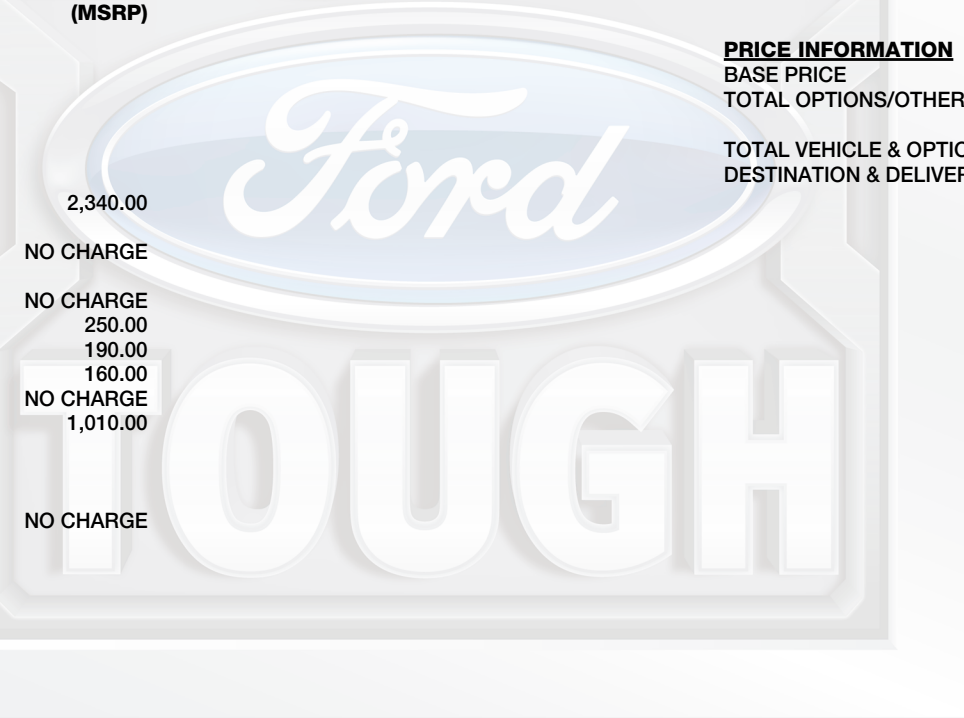 (MSRP)
2,340.00
NO CHARGE
NO CHARGE
250.00
190.00
160.00
NO CHARGE
1,010.00
NO CHARGE
PRICE INFORMATION
BASE PRICE
TOTAL OPTIONS/OTHER
TOTAL VEHICLE & OPTIO
DESTINATION & DELIVER
Ford
TOUGH